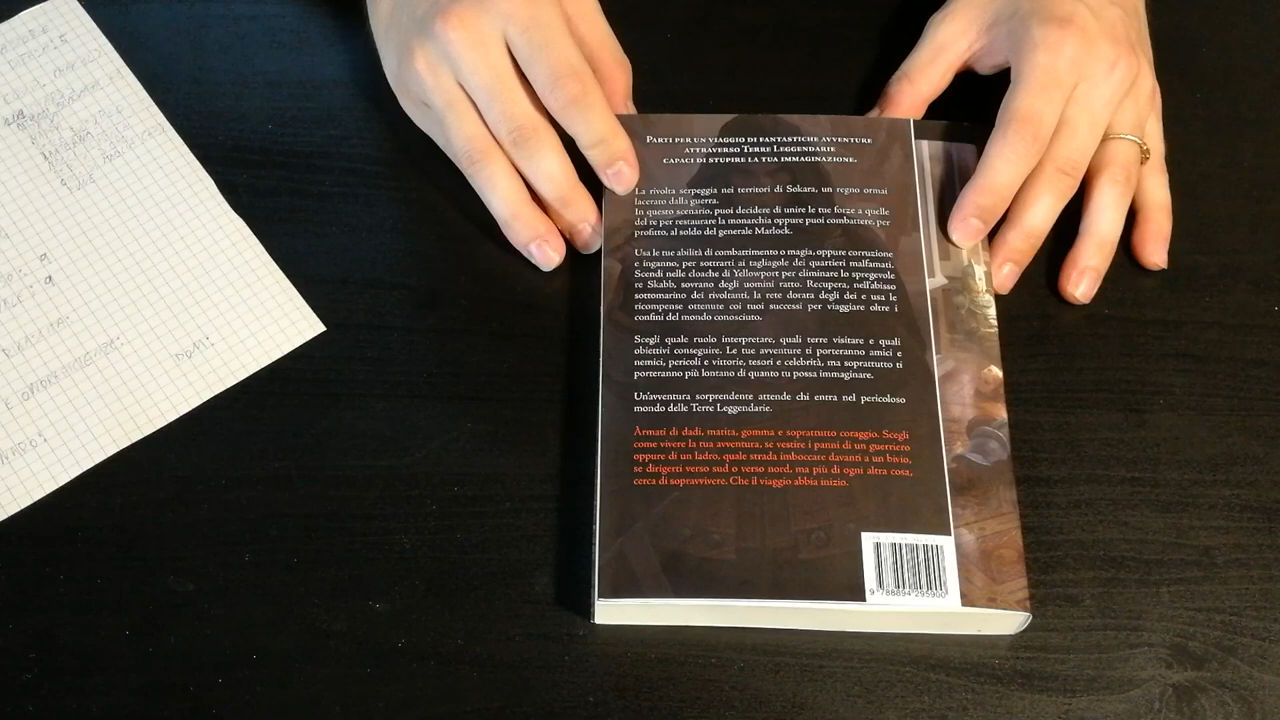 Parti per un viaggio di fantastiche avventure
attraverso Terre Leggendarie
capaci di stupire la tua immaginazione.
La rivolta serpeggia nei territori di Sokara, un regno ormai
lacerato dalla guerra.
In questo scenario, puoi decidere di unire le tue forze a quelle
del re per restaurare la monarchia oppure puoi combattere, per
profitto, al soldo del generale Marlock.
Usa le tue abilità di combattimento o magia, oppure corruzione
e inganno, per sottrarti ai tagliagole dei quartieri malfamati.
Scendi nelle cloache di Yellowport per eliminare lo spregevole
re Skabb, sovrano degli uomini ratto. Recupera, nell'abisso
sottomarino dei rivoltanti, la rete dorata degli dei e usa le
ricompense ottenute coi tuoi successi per viaggiare oltre i
confini del mondo conosciuto.
Scegli quale ruolo interpretare, quali terre visitare e quali
obiettivi conseguire. Le tue avventure ti porteranno amici e
nemici, pericoli e vittorie, tesori e celebrità, ma soprattutto ti
porteranno più lontano di quanto tu possa immaginare.
Un'avventura sorprendente attende chi entra nel pericoloso
mondo delle Terre Leggendarie.
Armati di dadi, matita, gomma e soprattutto coraggio. Scegli
come vivere la tua avventura, se vestire i panni di un guerriero
oppure di un ladro, quale strada imboccare davanti a un bivio,
se dirigerti verso sud o verso nord, ma più di ogni altra cosa,
cerca di sopravvivere. Che il viaggio abbia inizio.
9 788894 295900